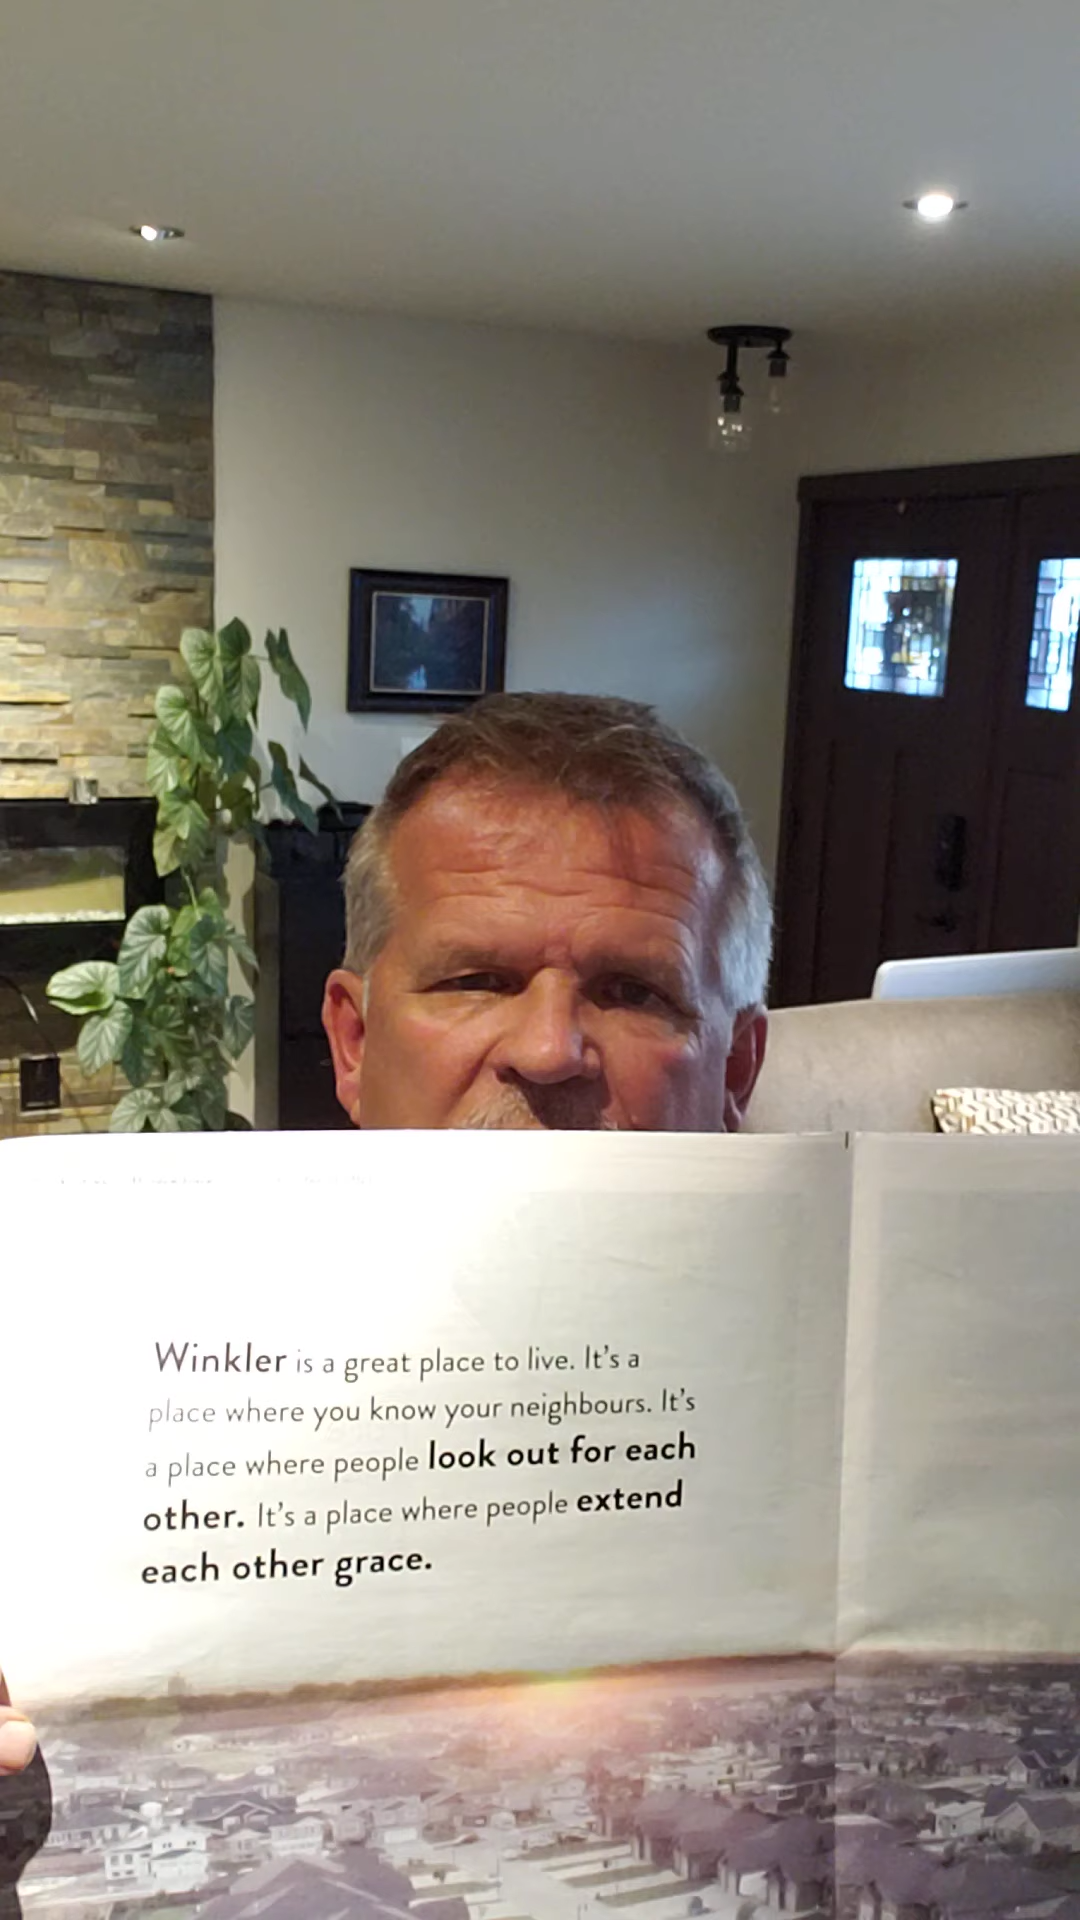 Winkler is a great place to live. It's a
place where you know your neighbours. It's
a place where people look out for each
other. It's a place where people extend
each other grace.